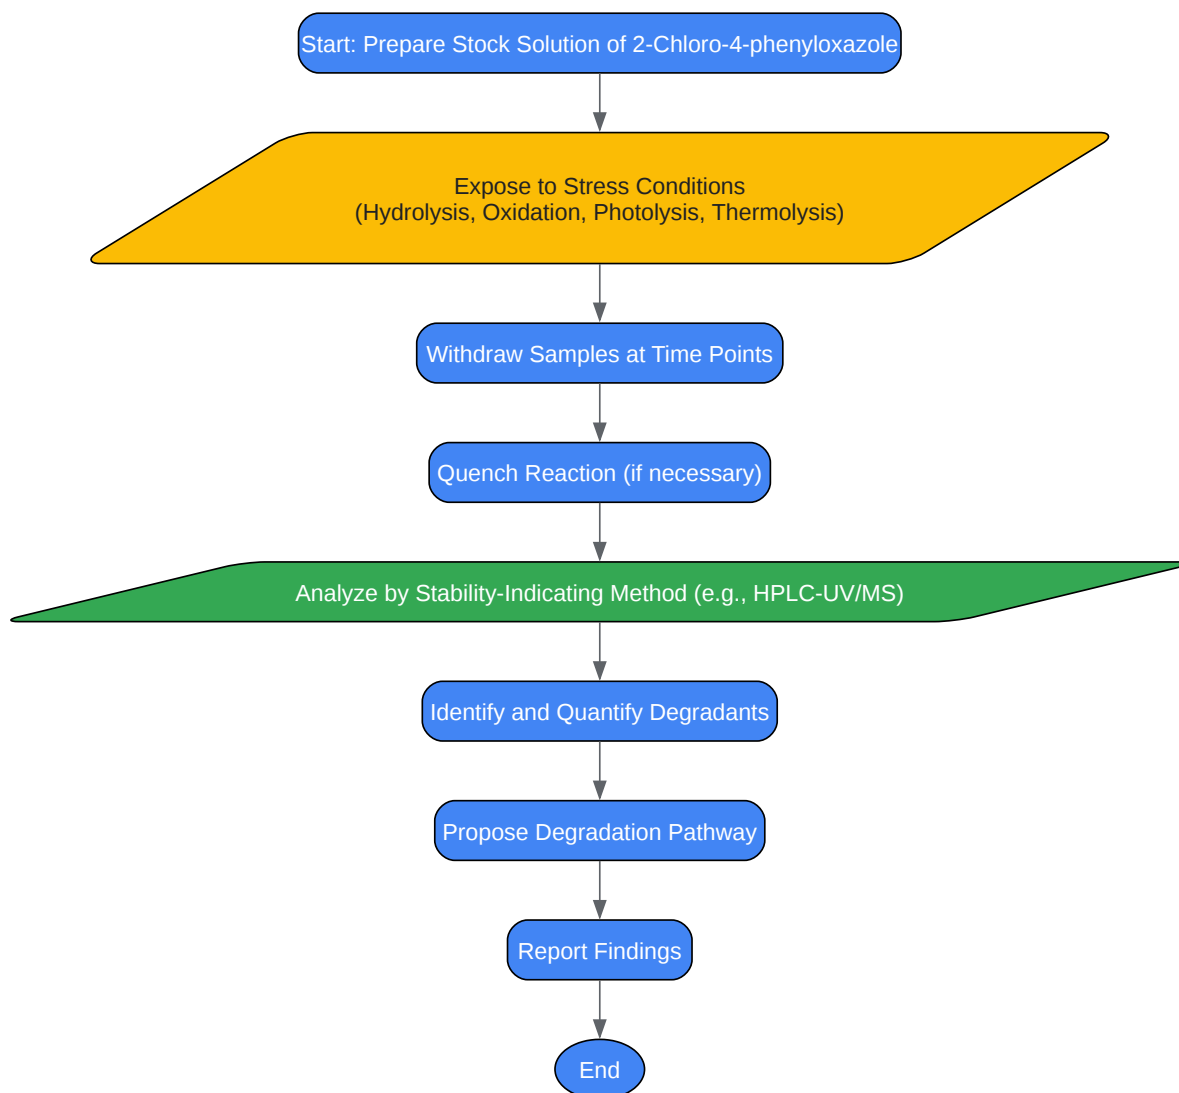 Start: Prepare Stock Solution of 2-Chloro-4-phenyloxazole
Expose to Stress Conditions
(Hydrolysis, Oxidation, Photolysis, Thermolysis)
Withdraw Samples at Time Points
Quench Reaction (if necessary)
Analyze by Stability-Indicating Method (e.g., HPLC-UV/MS)
Identify and Quantify Degradants
Propose Degradation Pathway
Report Findings
End